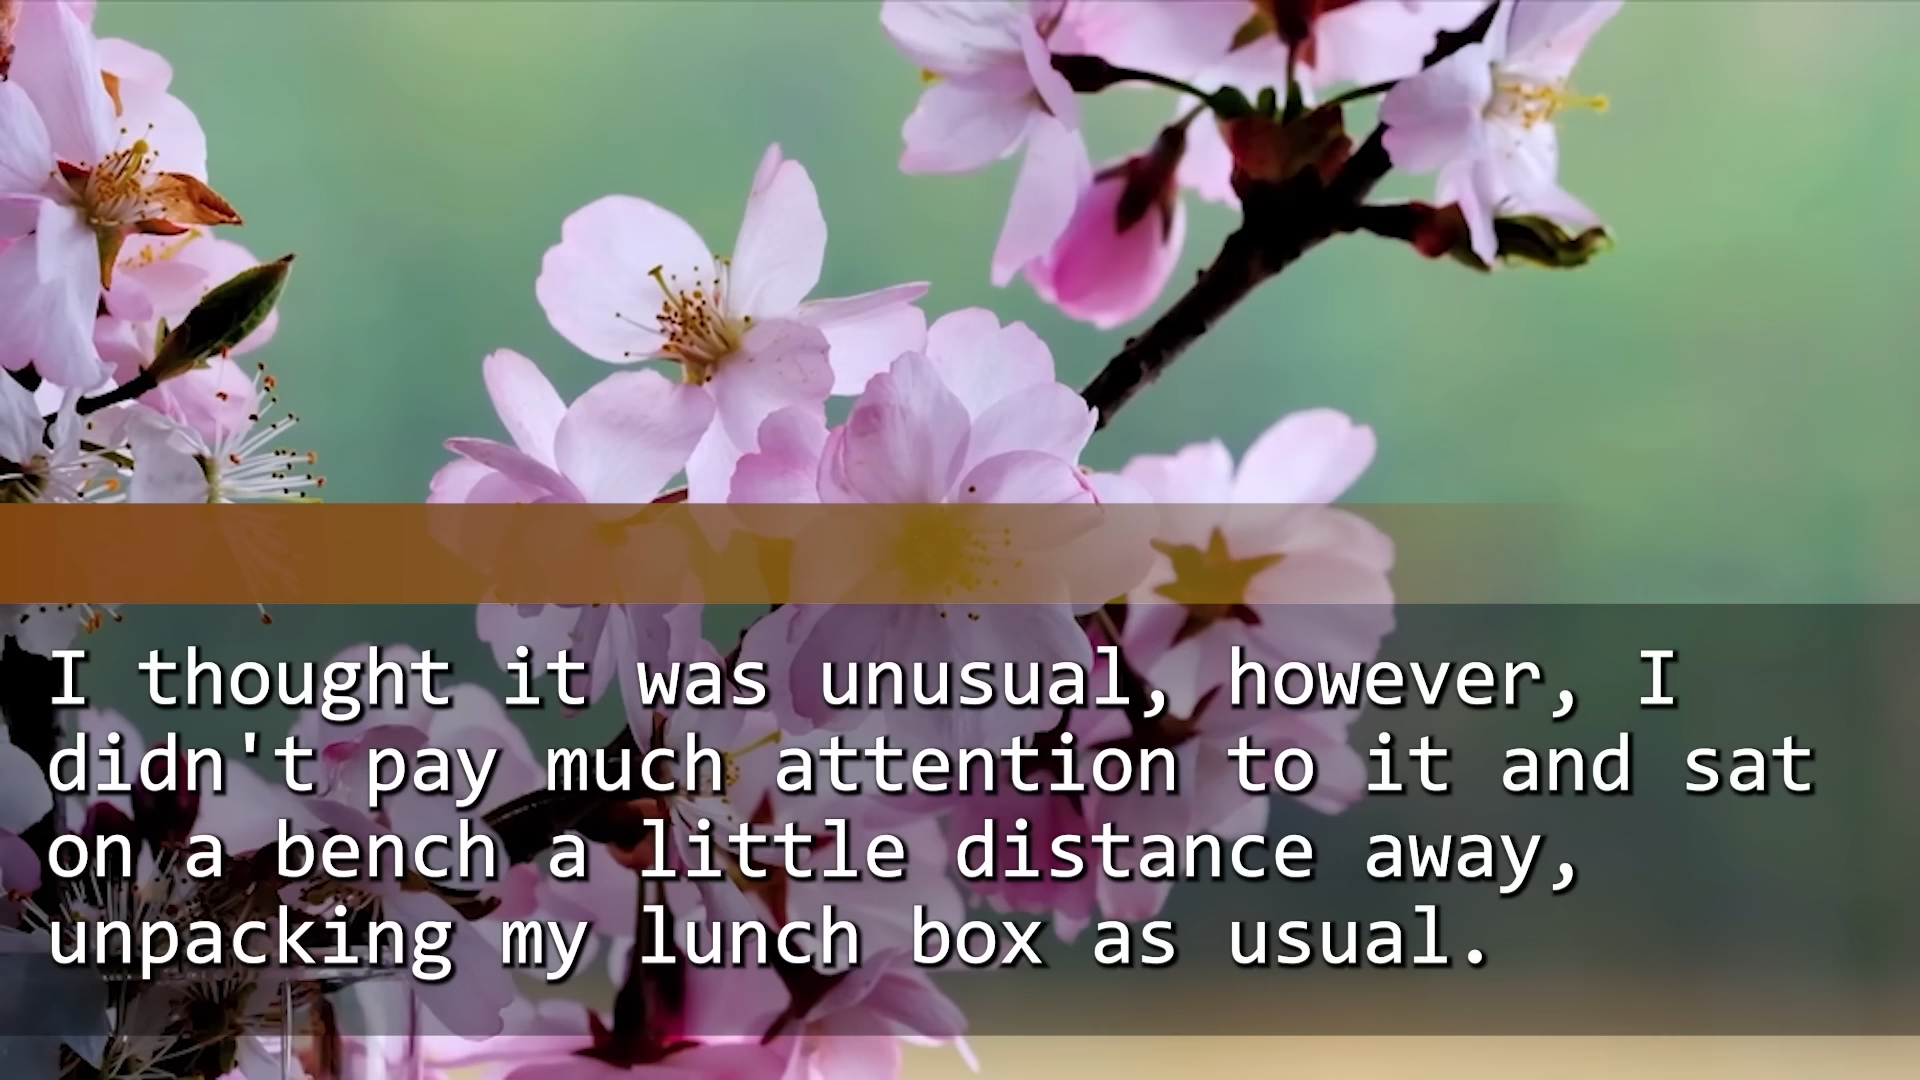 I thought it was unusual, however, I
didn't pay much attention to it and sat
on a bench a little distance away,
unpacking my lunch box as usual.